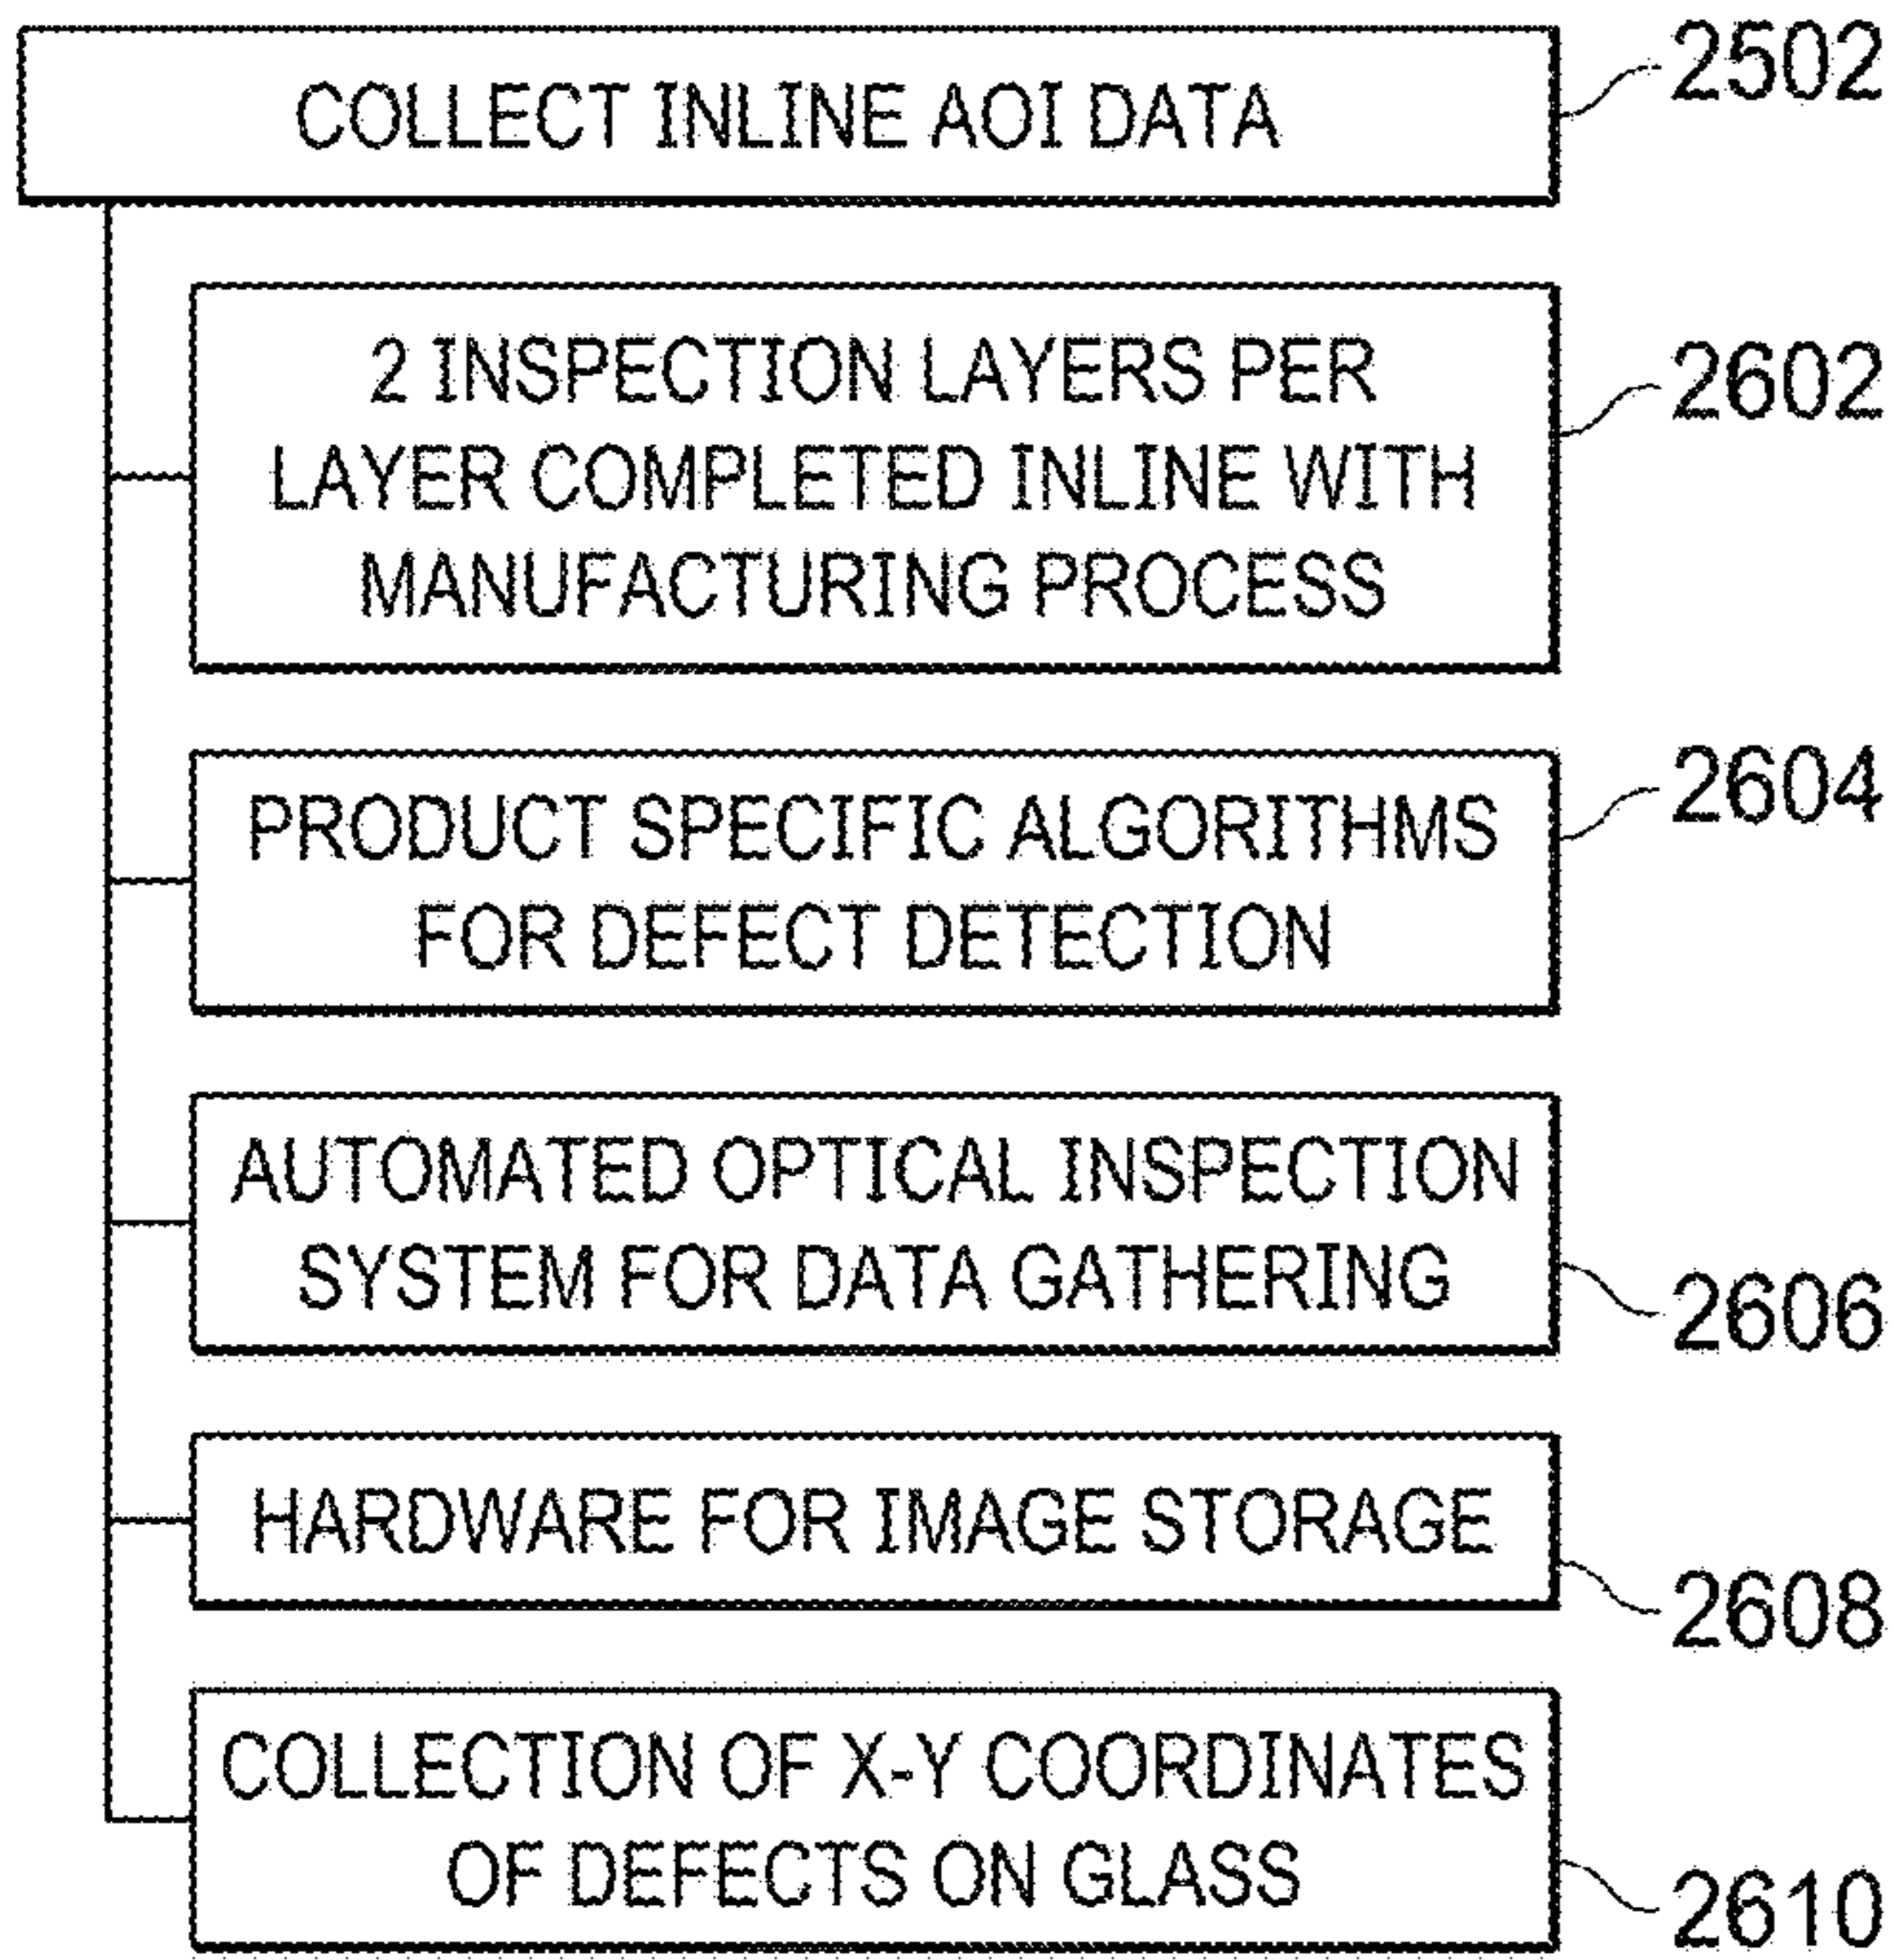 COLLECT INLINE AOI DATA
2502
2 INSPECTION LAYERS PER
LAYER COMPLETED INLINE WITH
MANUFACTURING PROCESS
2602
PRODUCT SPECIFIC ALGORITHMS
FOR DEFECT DETECTION
2604
AUTOMATED OPTICAL INSPECTION
SYSTEM FOR DATA GATHERING
2606
HARDWARE FOR IMAGE STORAGE
2608
COLLECTION OF X-Y COORDINATES
OF DEFECTS ON GLASS
2610